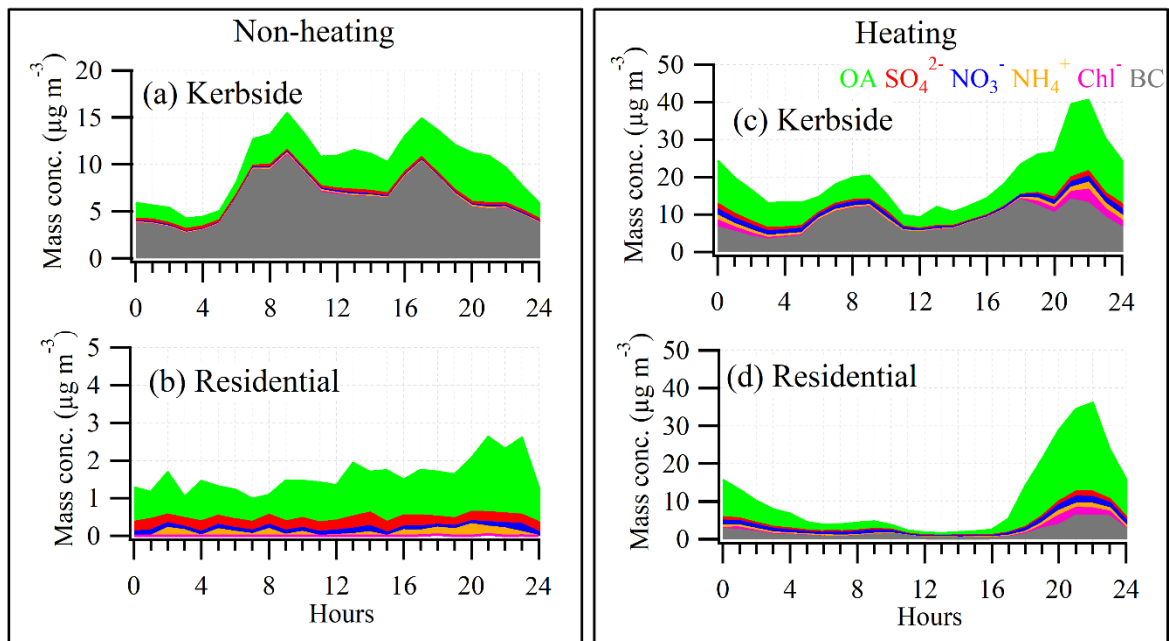 Non-heating
20
15
10
5
0
Mass conc. (µg m⁻³)
(a) Kerbside
0 4 8 12 16 20 24
5
4
3
2
1
0
Mass conc. (µg m⁻³)
(b) Residential
0 4 8 12 16 20 24
Hours
Heating
OA SO₄²⁻ NO₃⁻ NH₄⁺ Chl⁻ BC
50
40
30
20
10
0
Mass conc. (µg m⁻³)
(c) Kerbside
0 4 8 12 16 20 24
50
40
30
20
10
0
Mass conc. (µg m⁻³)
(d) Residential
0 4 8 12 16 20 24
Hours